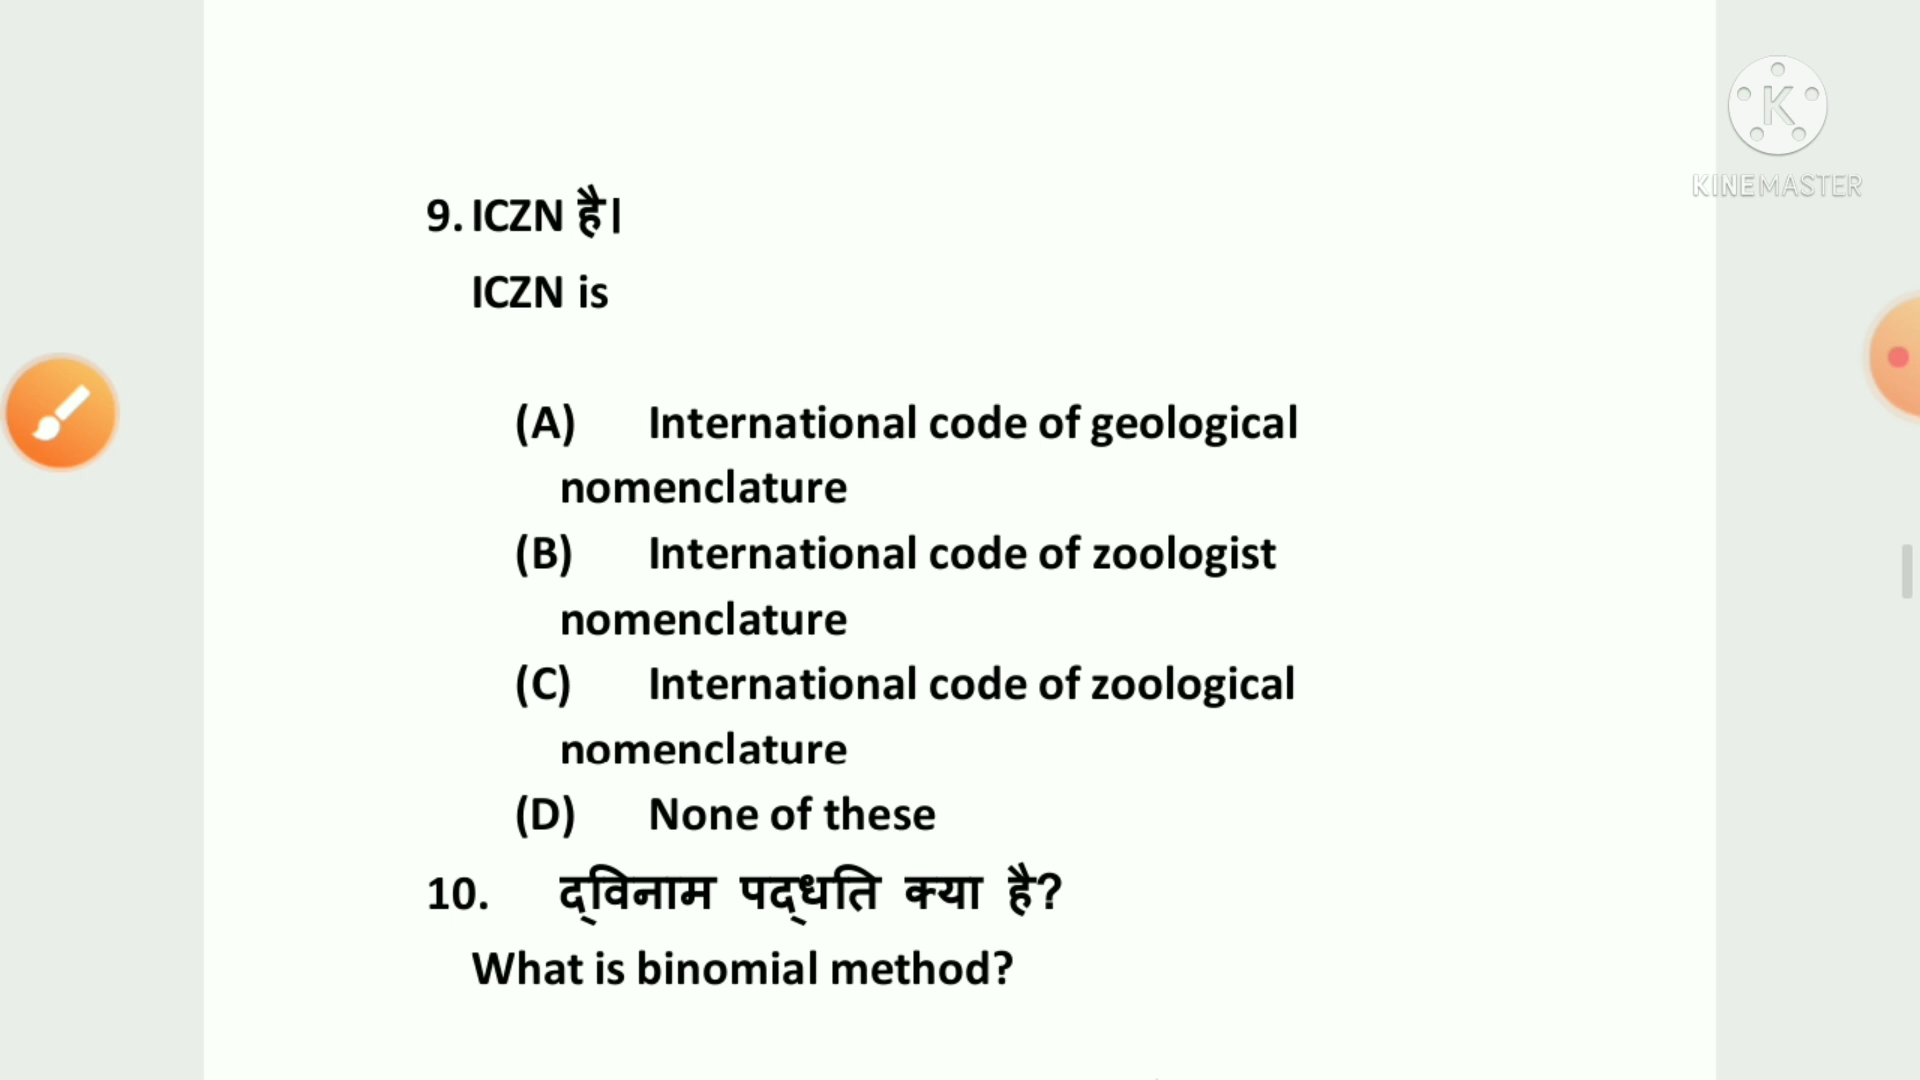 KINEMASTER
9. ICZN है।
ICZN is
(A) International code of geological
nomenclature
(B) International code of zoologist
nomenclature
(C) International code of zoological
nomenclature
(D) None of these
10. द्विनाम पद्धति क्या है?
What is binomial method?